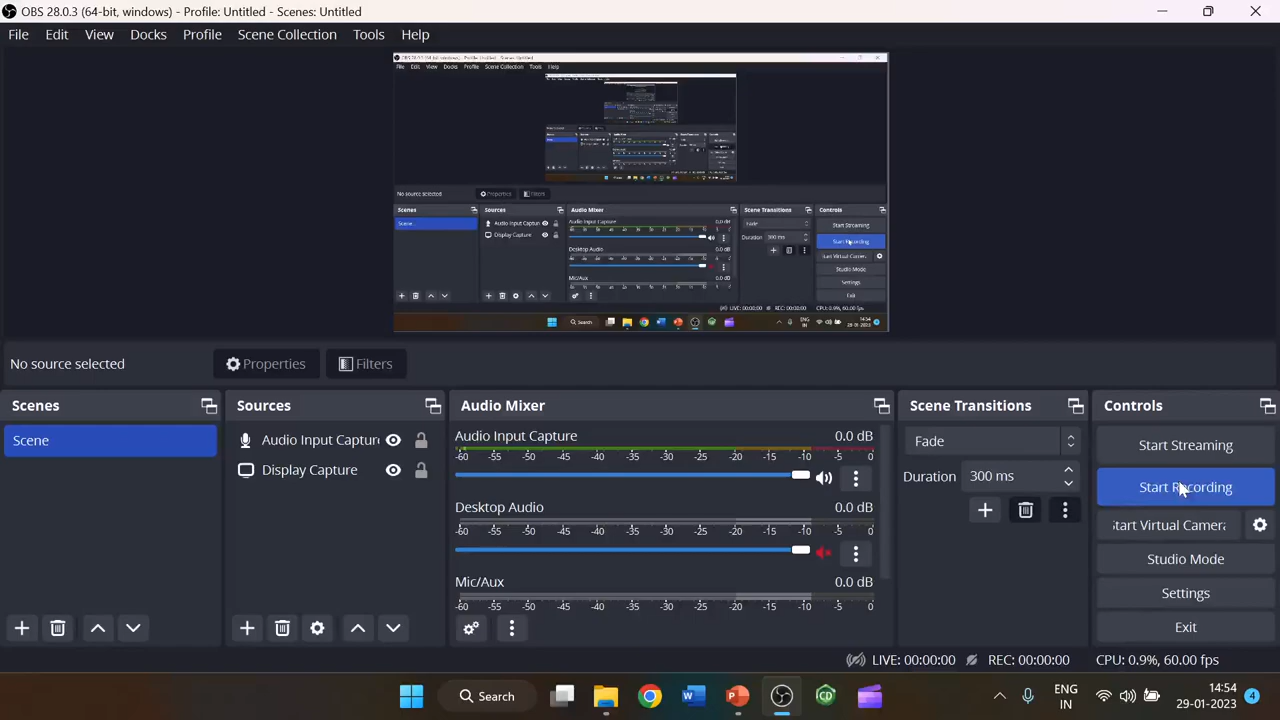 OBS 28.0.3 (64-bit, windows) - Profile: Untitled - Scenes: Untitled
File Edit View Docks Profile Scene Collection Tools Help
No source selected Properties Filters
Scenes Sources Audio Mixer Scene Transitions Controls
Audio Input Capture 0.0 dB
Scene Audio Input Captur Fade Start Streaming
-60 -55 -50 -45 -40 -35 -30 -25 -20 -15 -10 -5 0
Display Capture Duration 300 ms Start Recording
Desktop Audio 0.0 dB
-60 -55 -50 -45 -40 -35 -30 -25 -20 -15 -10 -5 0
Start Virtual Camera
Studio Mode
Mic/Aux 0.0 dB
Settings
-60 -55 -50 -45 -40 -35 -30 -25 -20 -15 -10 -5 0
Exit
LIVE: 00:00:00 REC: 00:00:00 CPU: 0.9%, 60.00 fps
Search ENG 14:54
IN 29-01-2023 4